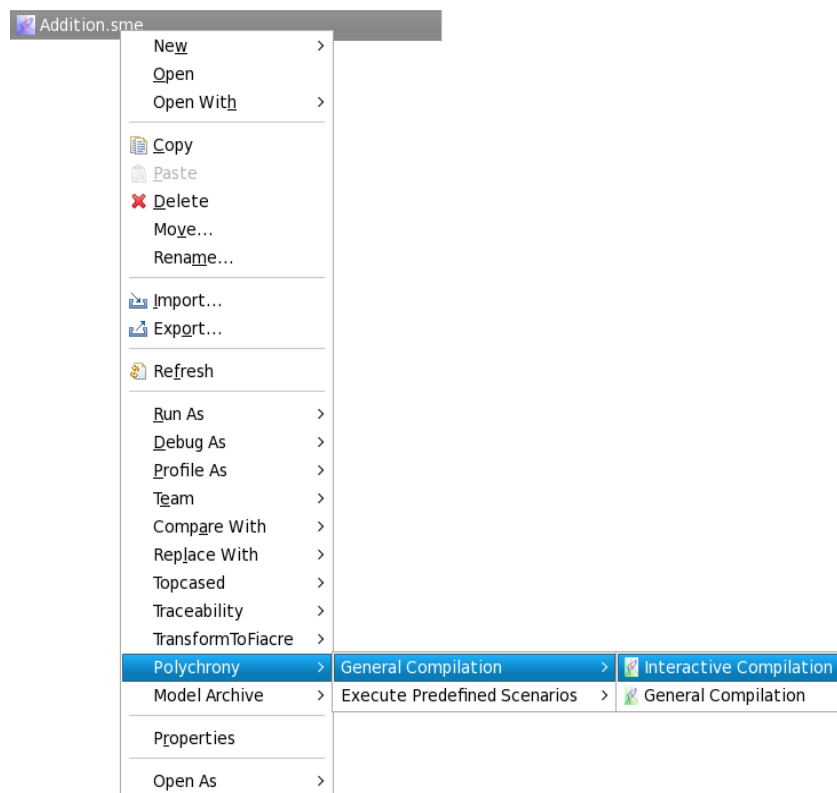 Addition.sme
New
Open
Open With
Copy
Paste
Delete
Move...
Rename...
Import...
Export...
Refresh
Run As
Debug As
Profile As
Team
Compare With
Replace With
Topcased
Traceability
TransformToFiacre
Polychrony General Compilation Interactive Compilation
Model Archive Execute Predefined Scenarios General Compilation
Properties
Open As